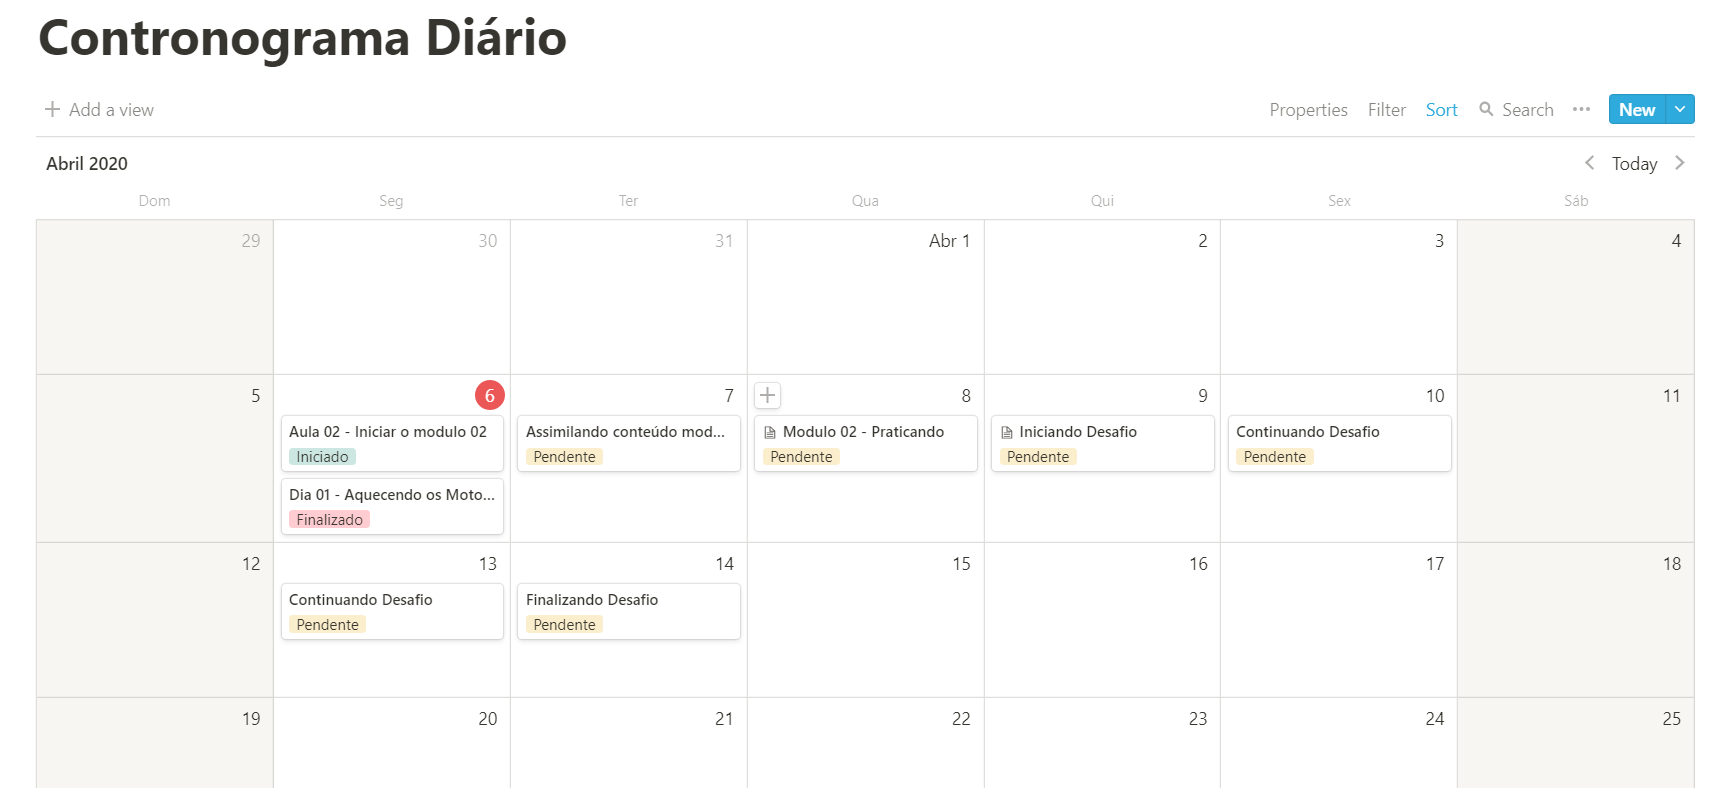 Contronograma Diário
Add a view
Properties Filter Sort Search ••• New
Abril 2020
Today
Dom Seg Ter Qua Qui Sex Sáb
29 30 31 Abr 1 2 3 4
5 6 7 8 9 10 11
Aula 02 - Iniciar o modulo 02
Iniciado
Dia 01 - Aquecendo os Moto...
Finalizado
Assimilando conteúdo mod...
Pendente
Modulo 02 - Praticando
Pendente
Iniciando Desafio
Pendente
Continuando Desafio
Pendente
12 13 14 15 16 17 18
Continuando Desafio
Pendente
Finalizando Desafio
Pendente
19 20 21 22 23 24 25